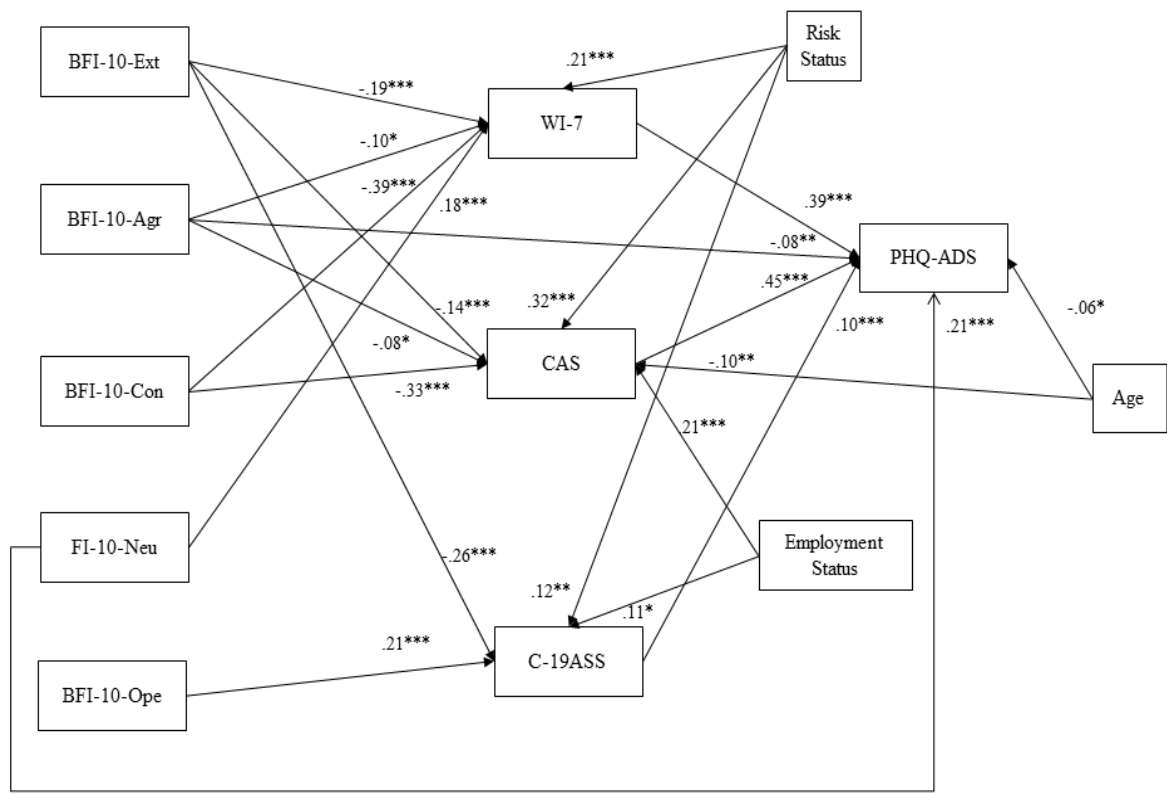 BFI-10-Ext
Risk
Status
.21***
-.19***
WI-7
-.10*
-.39***
BFI-10-Agr
.18***
.39***
-.08**
PHQ-ADS
.45***
.32***
-.14***
.10***
.21***
-.06*
-.08*
CAS
-.10**
BFI-10-Con
-.33***
Age
.21***
FI-10-Neu
Employment
Status
-.26***
.12**
.11*
.21***
C-19ASS
BFI-10-Ope